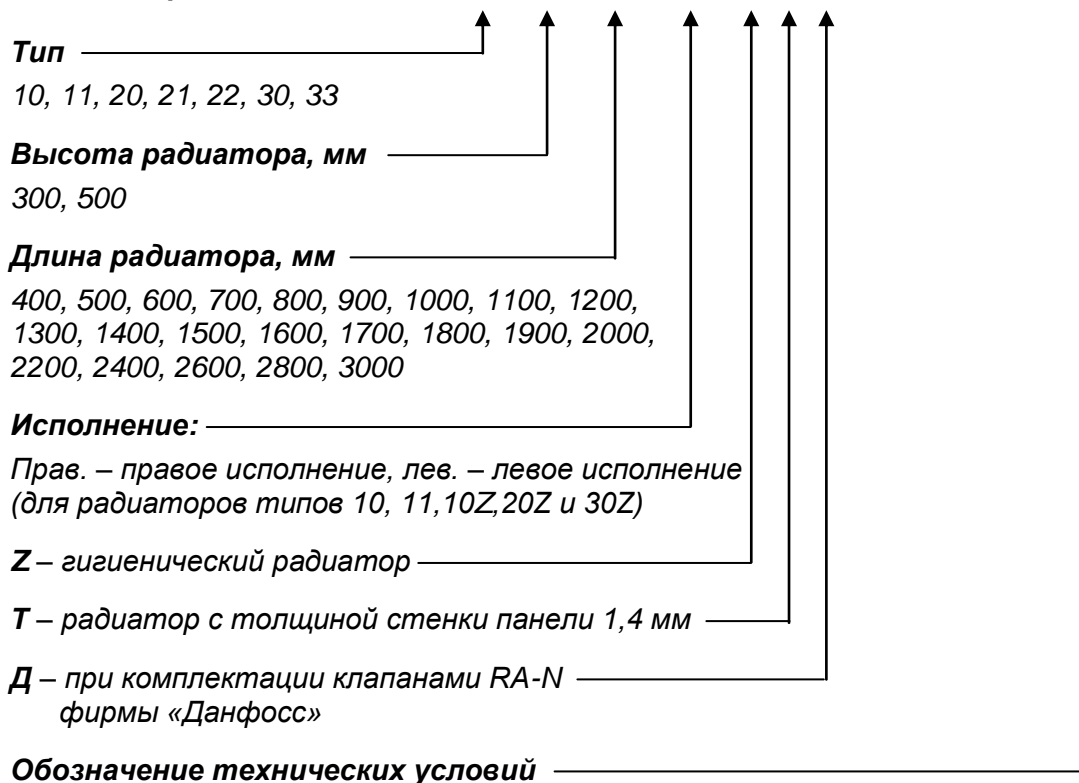 Тип
10, 11, 20, 21, 22, 30, 33
Высота радиатора, мм
300, 500
Длина радиатора, мм
400, 500, 600, 700, 800, 900, 1000, 1100, 1200,
1300, 1400, 1500, 1600, 1700, 1800, 1900, 2000,
2200, 2400, 2600, 2800, 3000
Исполнение:
Прав. – правое исполнение, лев. – левое исполнение
(для радиаторов типов 10, 11,10Z,20Z и 30Z)
Z – гигиенический радиатор
Т – радиатор с толщиной стенки панели 1,4 мм
Д – при комплектации клапанами RA-N
фирмы «Данфосс»
Обозначение технических условий